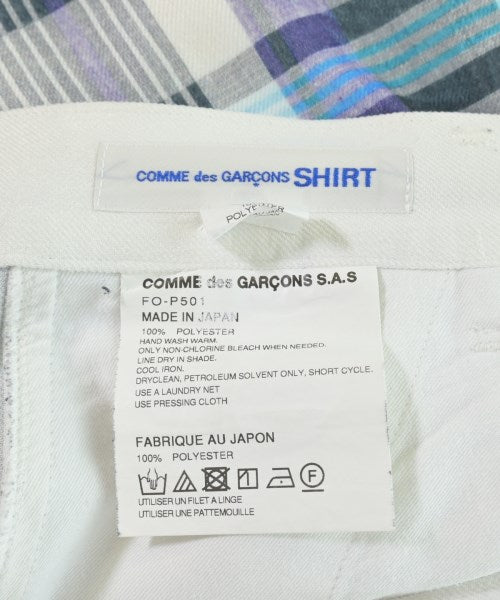 COMME des GARÇONS SHIRT
POLYESTER
COMME des GARÇONS S.A.S
FO-P501
MADE IN JAPAN
100% POLYESTER
HAND WASH WARM.
ONLY NON-CHLORINE BLEACH WHEN NEEDED.
LINE DRY IN SHADE.
COOL IRON.
DRYCLEAN, PETROLEUM SOLVENT ONLY, SHORT CYCLE.
USE A LAUNDRY NET
USE PRESSING CLOTH
FABRIQUE AU JAPON
100% POLYESTER
F
UTILISER UN FILET A LINGE
UTILISER UNE PATTEMOUILLE